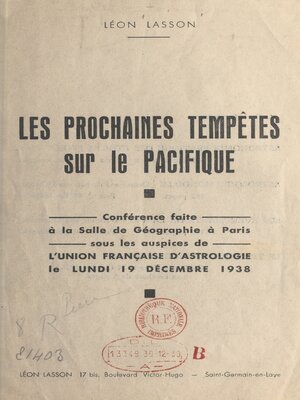 LÉON LASSON
LES PROCHAINES TEMPÊTES
sur le PACIFIQUE
Conférence faite
à la Salle de Géographie à Paris
sous les auspices de
L'UNION FRANÇAISE D'ASTROLOGIE
le LUNDI 19 DÉCEMBRE 1938
8 R
81403
R.F.
B
A
LÉON LASSON 17 bis, Boulevard Victor-Hugo — Saint-Germain-en-Laye